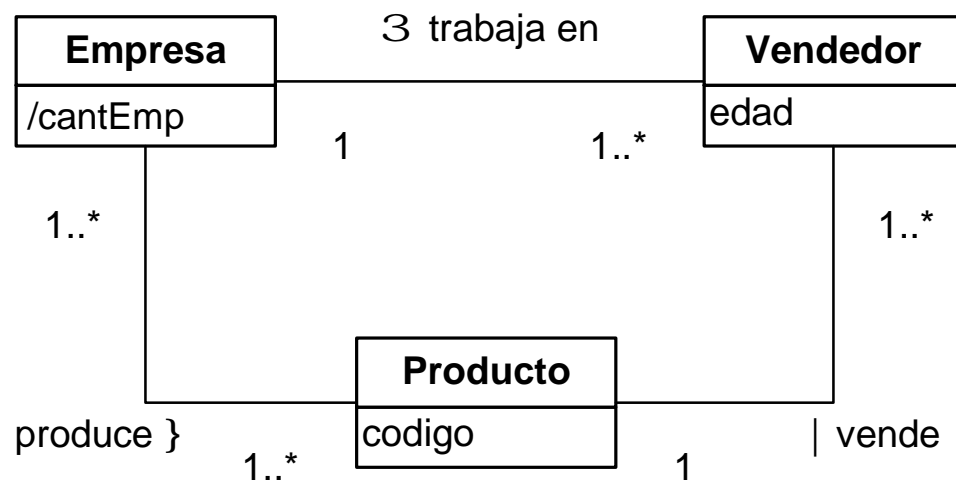 3 trabaja en
Empresa
Vendedor
/cantEmp
edad
1
1..*
1..*
1..*
Producto
codigo
produce }
| vende
1..*
1